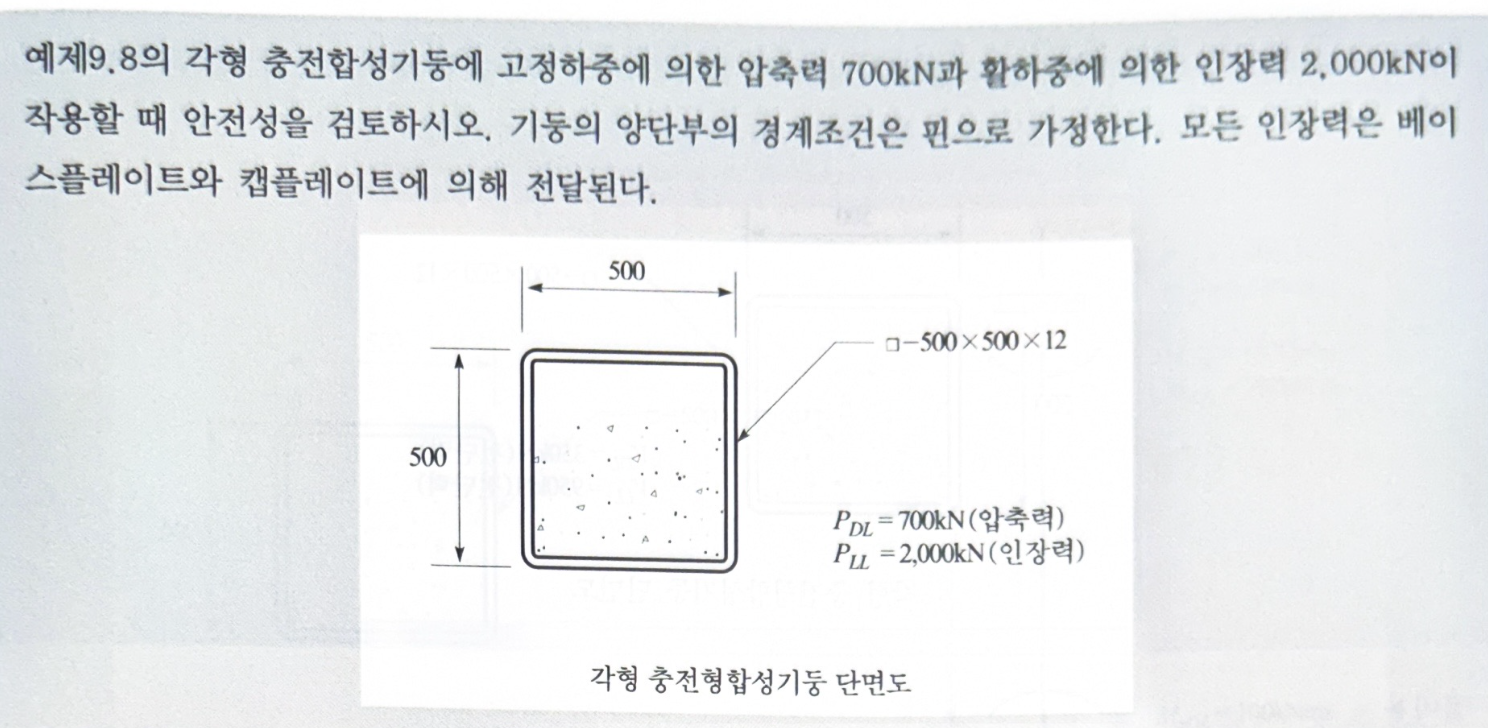 예제9.8의 각형 충전합성기둥에 고정하중에 의한 압축력 700kN과 활하중에 의한 인장력 2,000kN이
작용할 때 안전성을 검토하시오. 기둥의 양단부의 경계조건은 핀으로 가정한다. 모든 인장력은 베이
스플레이트와 캡플레이트에 의해 전달된다.
500
□-500×500×12
500
P_DL = 700kN(압축력)
P_LL = 2,000kN(인장력)
각형 충전형합성기둥 단면도